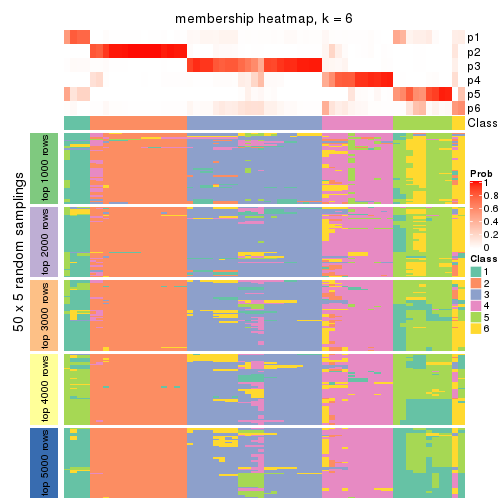 membership heatmap, k = 6
p1
p2
p3
p4
p5
p6
Class
50 x 5 random samplings
top 1000 rows
top 2000 rows
top 3000 rows
top 4000 rows
top 5000 rows
Prob
1
0.8
0.6
0.4
0.2
0
Class
1
2
3
4
5
6